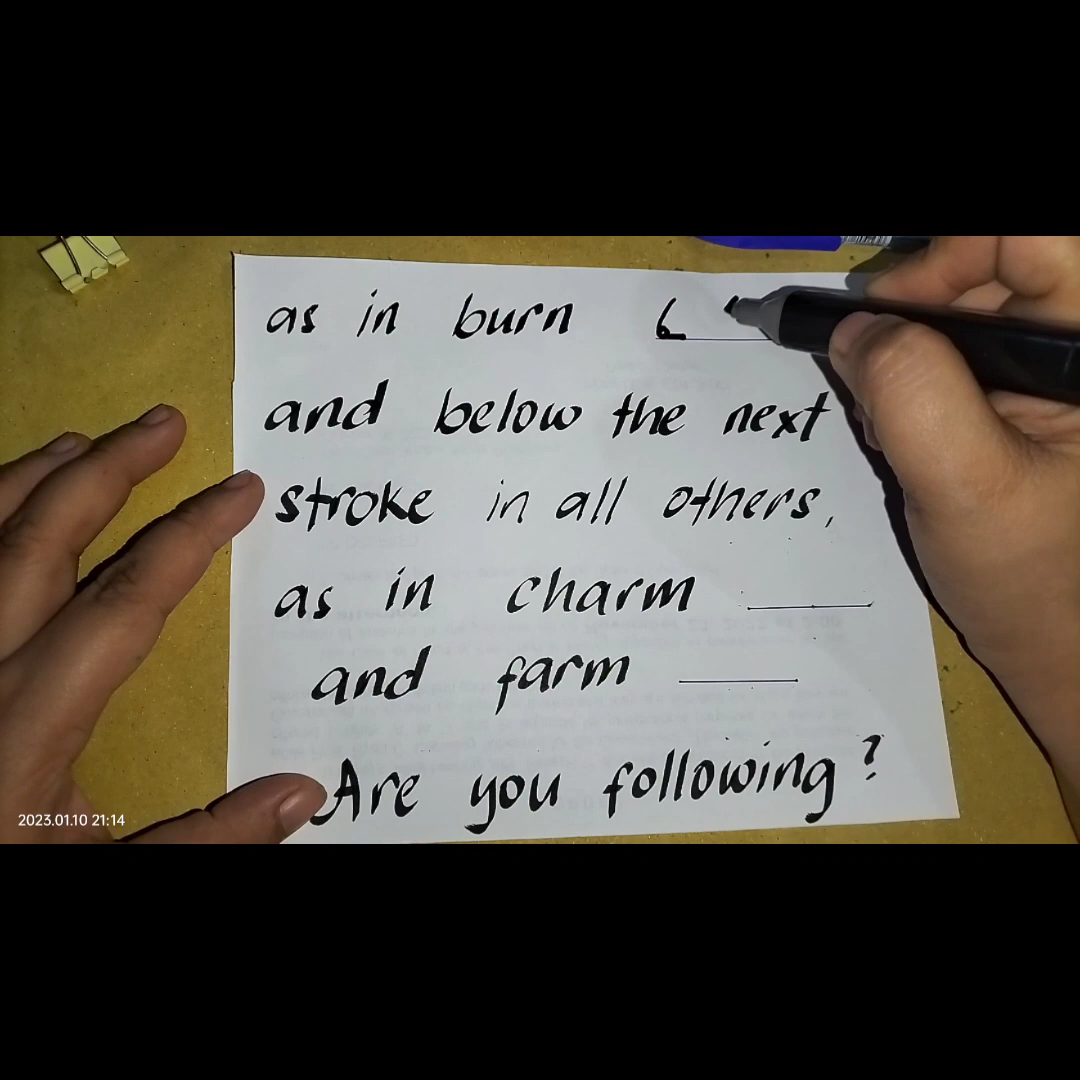 as in burn
and below the next
stroke in all others,
as in charm
and farm
Are you following?
2023.01.10 21:14